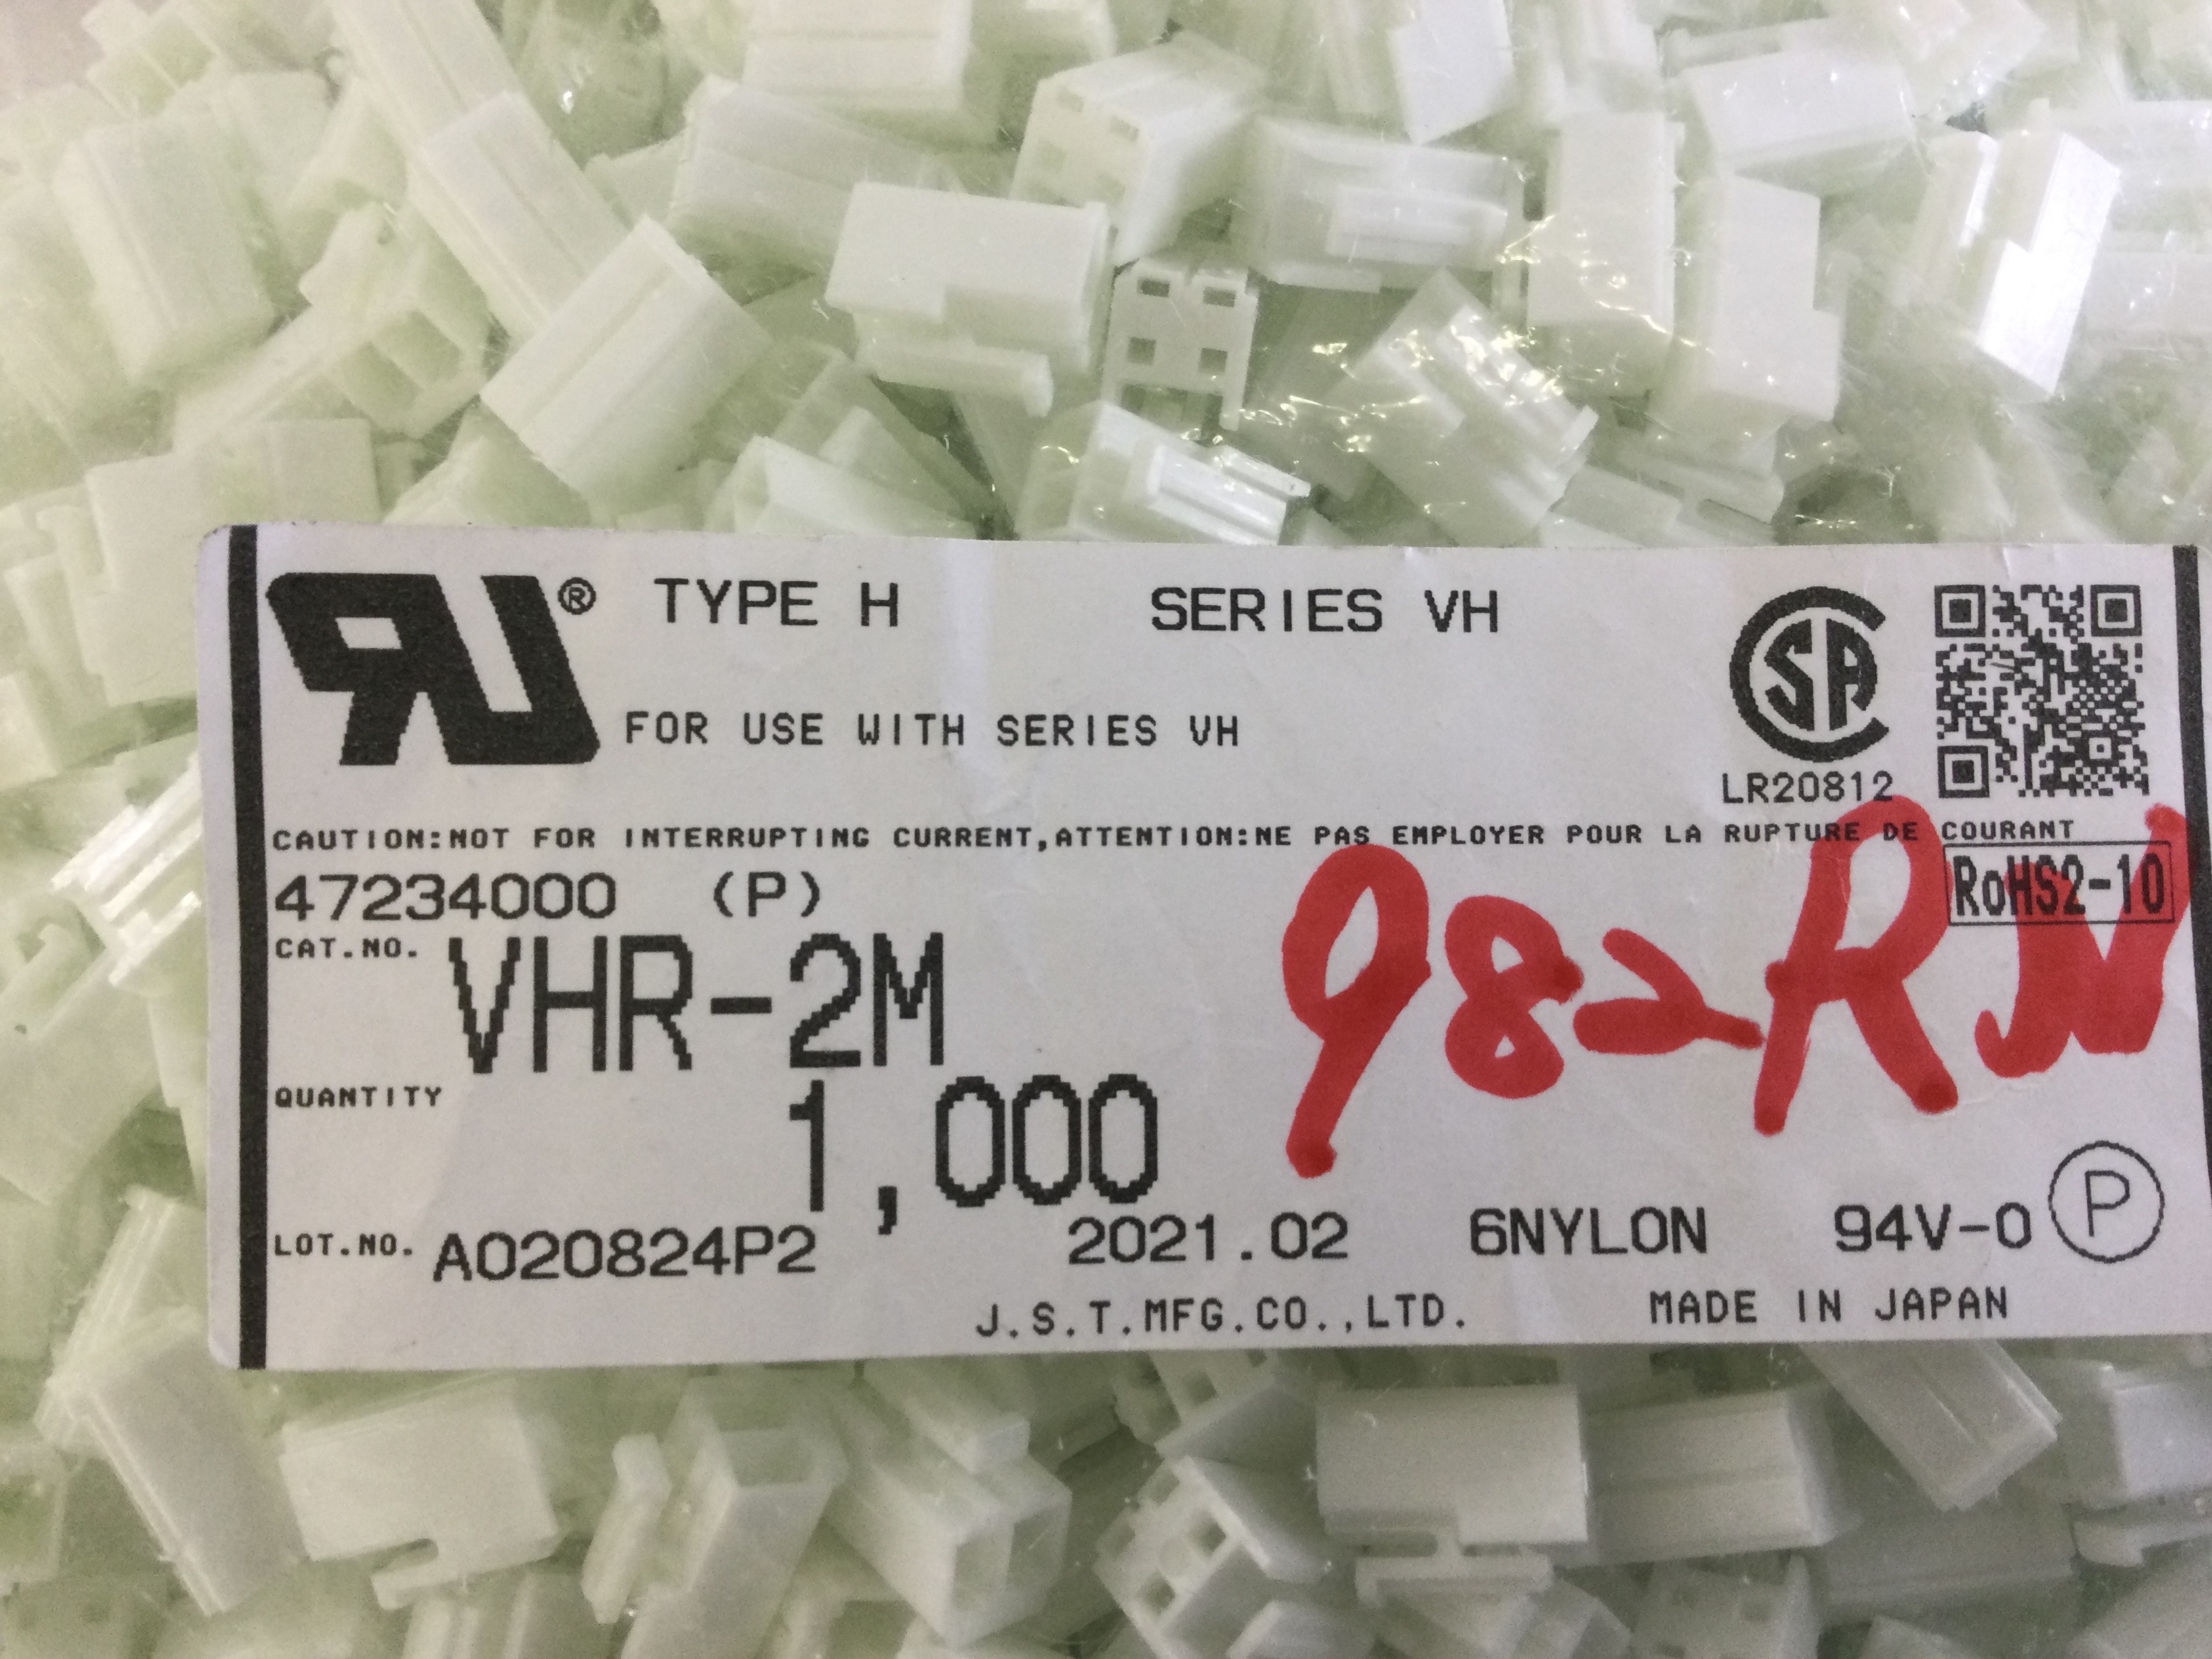 ® TYPE H SERIES VH
FOR USE WITH SERIES VH
LR20812
CAUTION:NOT FOR INTERRUPTING CURRENT,ATTENTION:NE PAS EMPLOYER POUR LA RUPTURE DE COURANT
47234000 (P)
RoHS2-10
CAT.NO. VHR-2M
QUANTITY 1,000
LOT.NO. A020824P2 2021.02 6NYLON 94V-0 P
J.S.T.MFG.CO.,LTD. MADE IN JAPAN